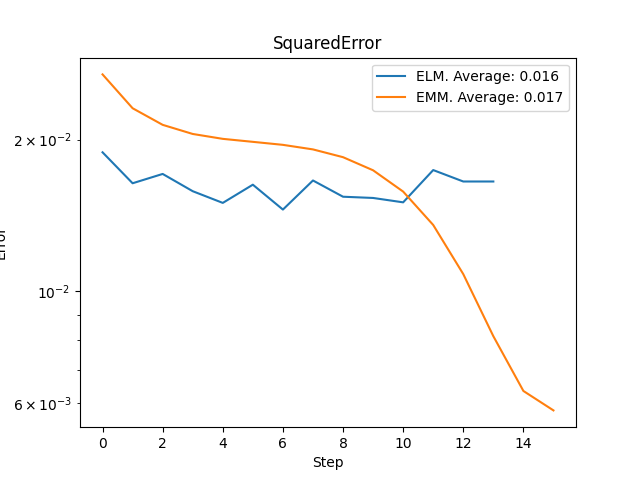 SquaredError
ELM. Average: 0.016
EMM. Average: 0.017
2 × 10⁻²
10⁻²
6 × 10⁻³
Error
0 2 4 6 8 10 12 14
Step